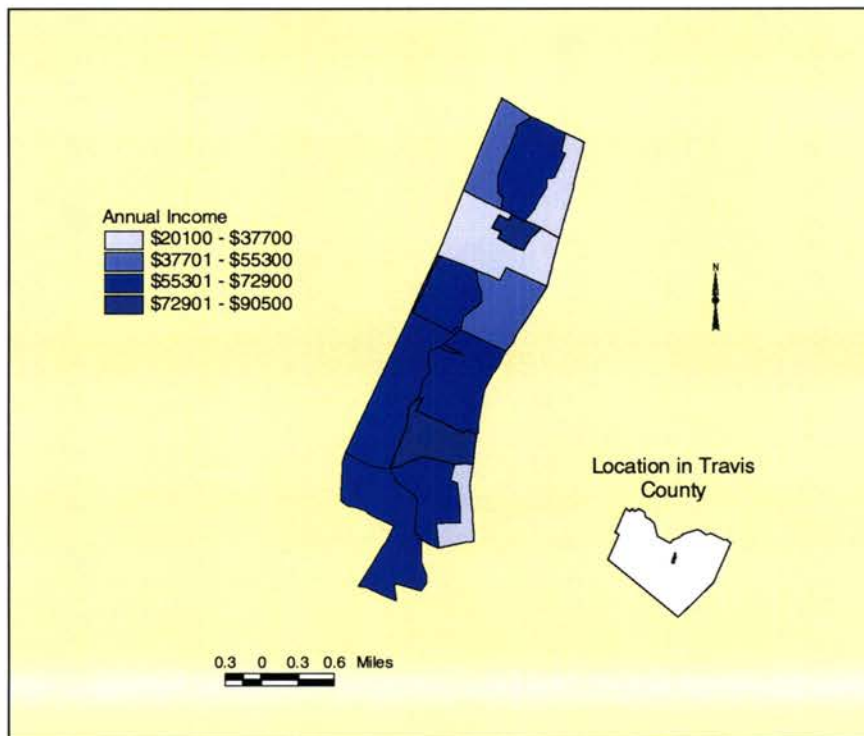 Annual Income
$20100 - $37700
$37701 - $55300
$55301 - $72900
$72901 - $90500
N
Location in Travis
County
0.3 0 0.3 0.6 Miles